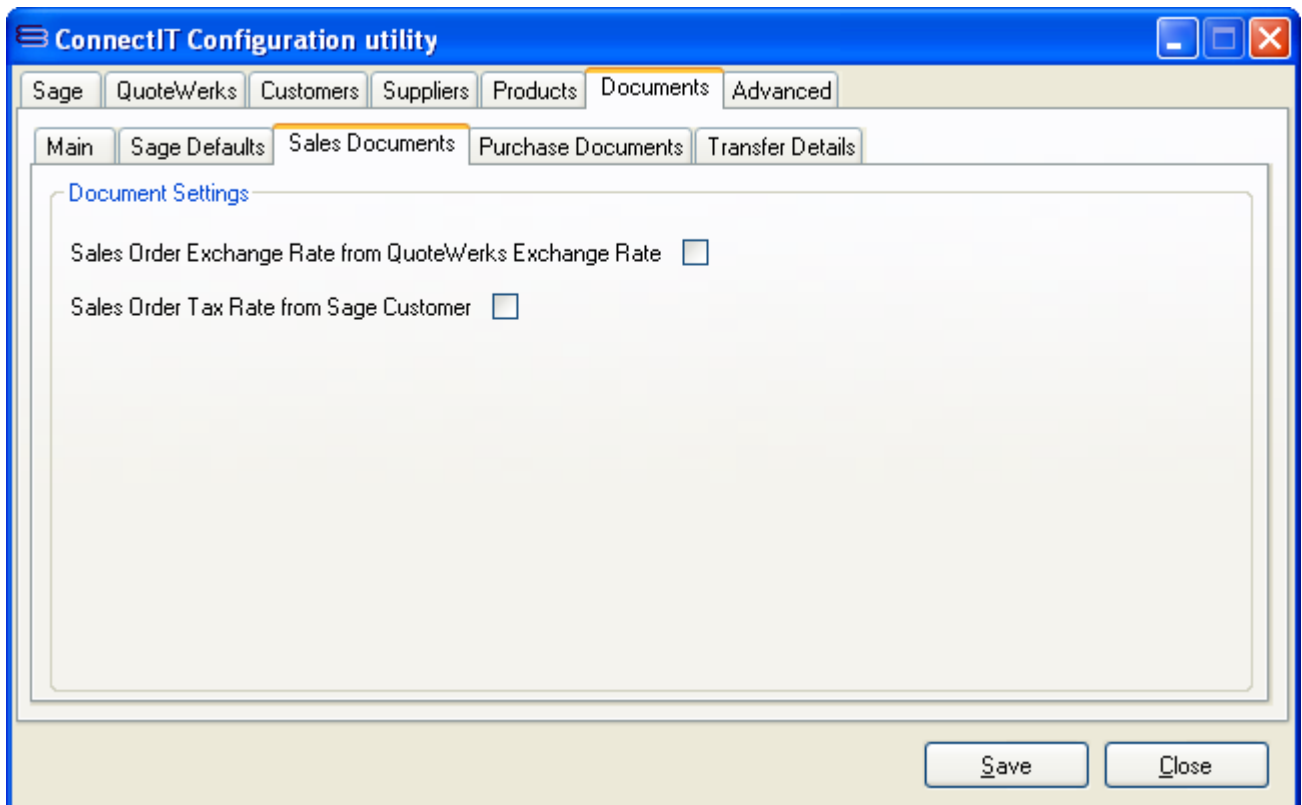 ConnectIT Configuration utility
Sage QuoteWerks Customers Suppliers Products Documents Advanced
Main Sage Defaults Sales Documents Purchase Documents Transfer Details
Document Settings
Sales Order Exchange Rate from QuoteWerks Exchange Rate
Sales Order Tax Rate from Sage Customer
Save Close